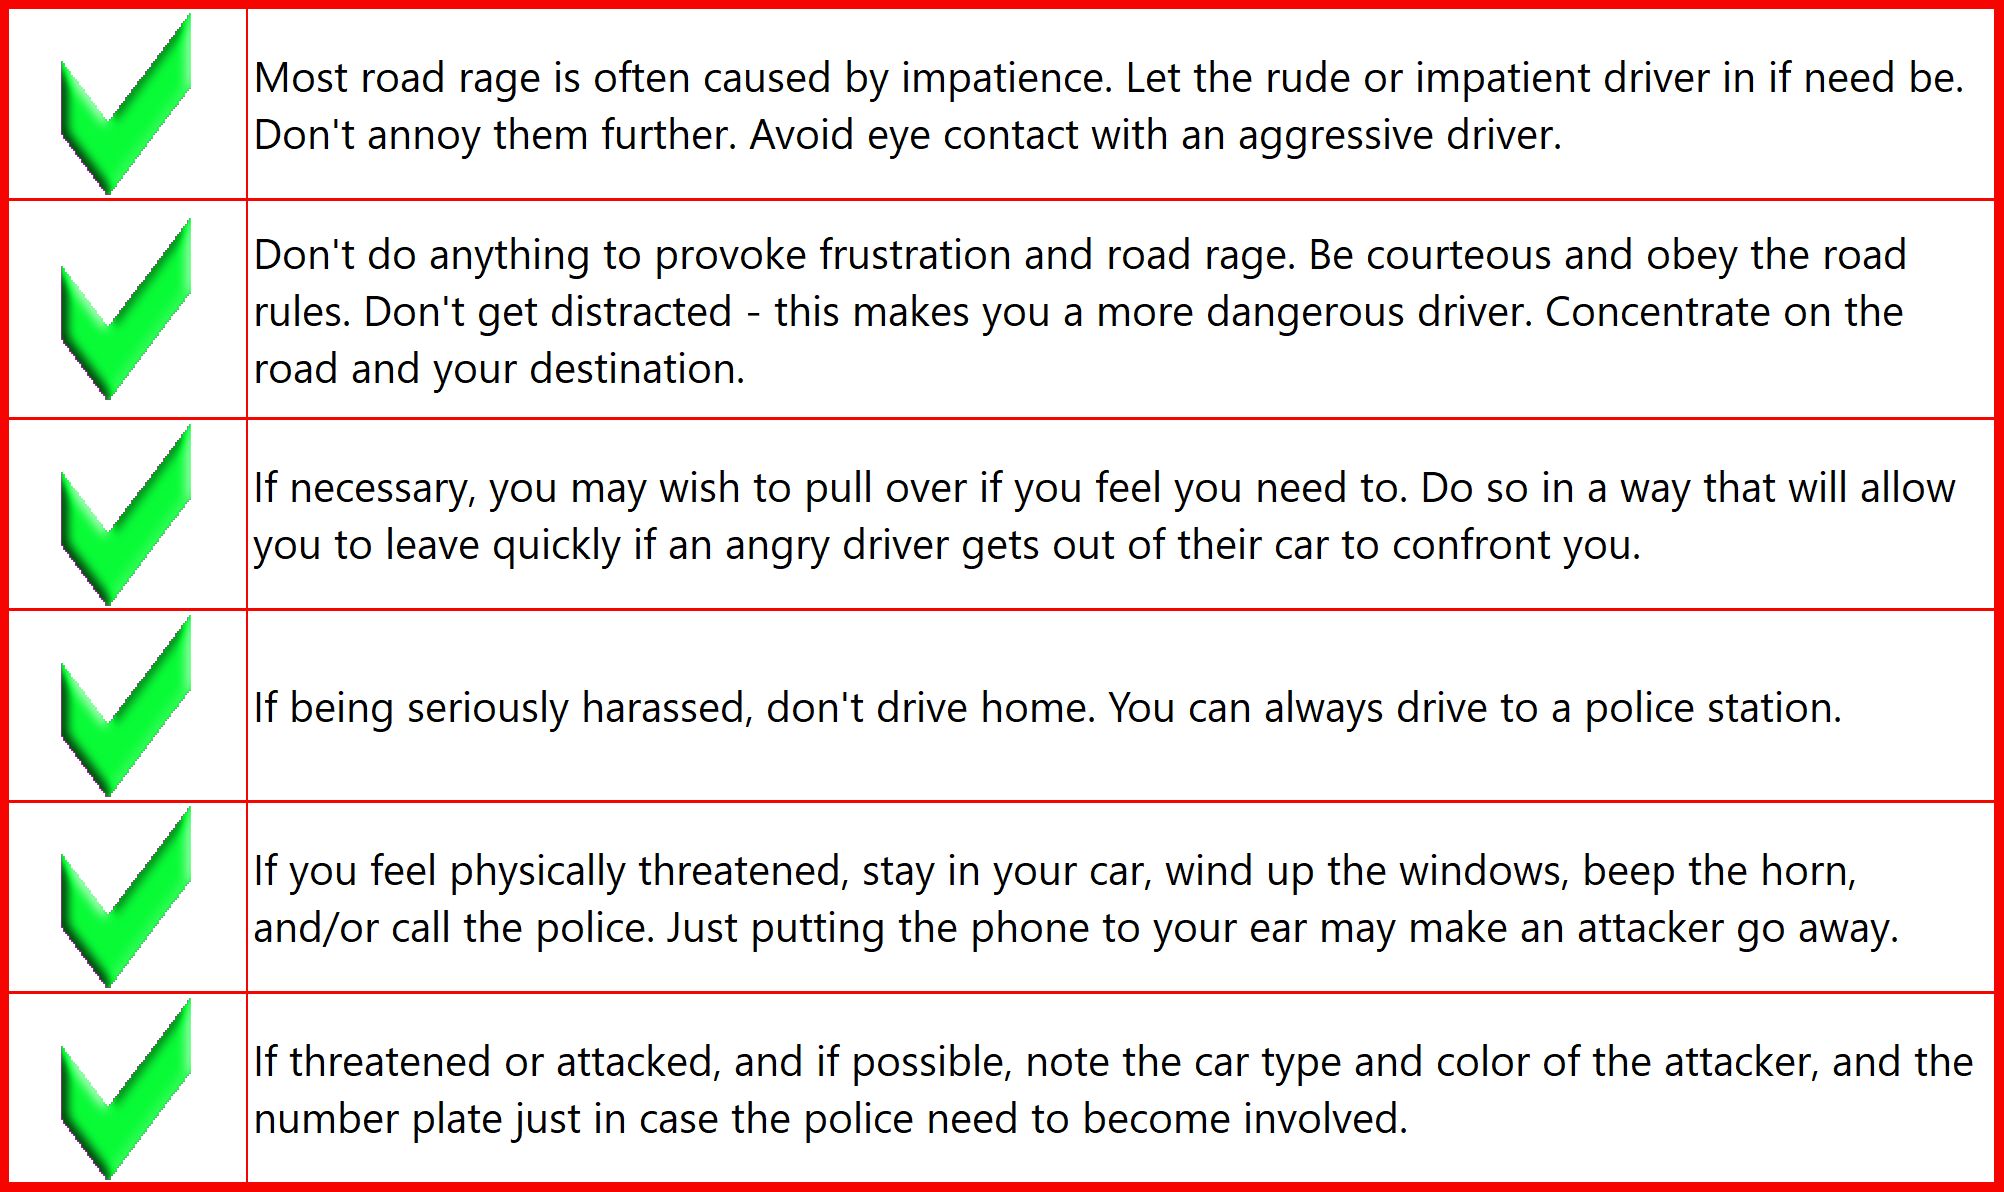 Most road rage is often caused by impatience. Let the rude or impatient driver in if need be.
Don't annoy them further. Avoid eye contact with an aggressive driver.
Don't do anything to provoke frustration and road rage. Be courteous and obey the road
rules. Don't get distracted - this makes you a more dangerous driver. Concentrate on the
road and your destination.
If necessary, you may wish to pull over if you feel you need to. Do so in a way that will allow
you to leave quickly if an angry driver gets out of their car to confront you.
If being seriously harassed, don't drive home. You can always drive to a police station.
If you feel physically threatened, stay in your car, wind up the windows, beep the horn,
and/or call the police. Just putting the phone to your ear may make an attacker go away.
If threatened or attacked, and if possible, note the car type and color of the attacker, and the
number plate just in case the police need to become involved.